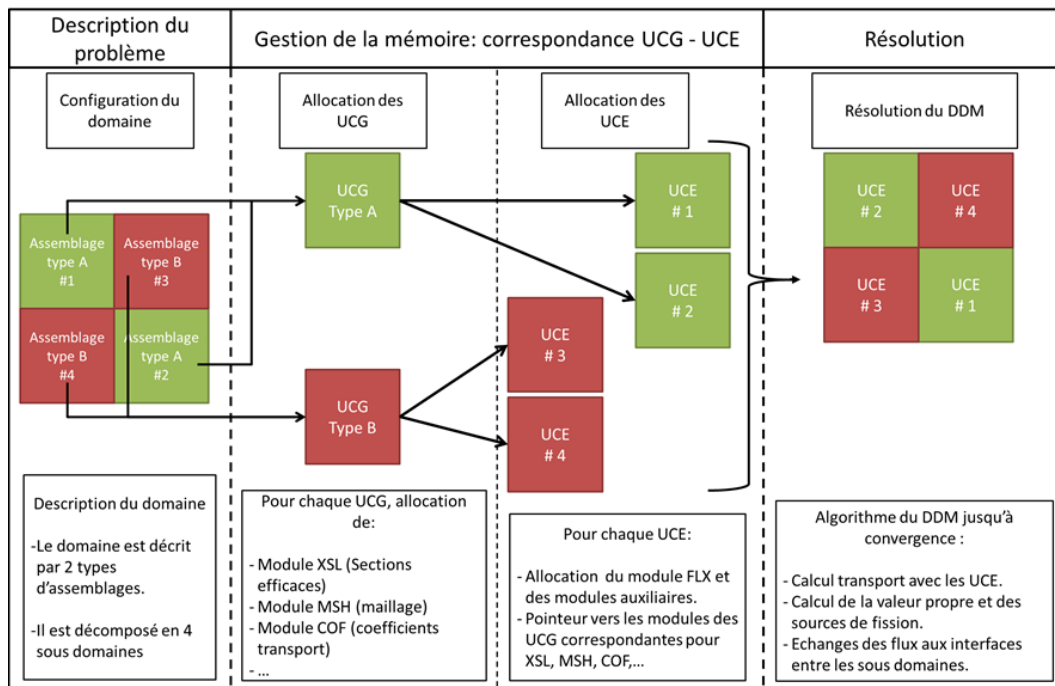 Description du
problème
Gestion de la mémoire: correspondance UCG - UCE
Résolution
Configuration du
domaine
Allocation des
UCG
Allocation des
UCE
Résolution du DDM
Assemblage
type A
#1
Assemblage
type B
#3
Assemblage
type B
#4
Assemblage
type A
#2
UCG
Type A
UCG
Type B
UCE
# 1
UCE
# 2
UCE
# 3
UCE
# 4
UCE
# 2
UCE
# 4
UCE
# 3
UCE
# 1
Description du domaine
-Le domaine est décrit
par 2 types
d’assemblages.
-Il est décomposé en 4
sous domaines
Pour chaque UCG, allocation
de:
- Module XSL (Sections
efficaces)
- Module MSH (maillage)
- Module COF (coefficients
transport)
- ...
Pour chaque UCE:
- Allocation du module FLX et
des modules auxiliaires.
- Pointeur vers les modules des
UCG correspondantes pour
XSL, MSH, COF,...
Algorithme du DDM jusqu’à
convergence :
- Calcul transport avec les UCE.
- Calcul de la valeur propre et des
sources de fission.
- Echanges des flux aux interfaces
entre les sous domaines.